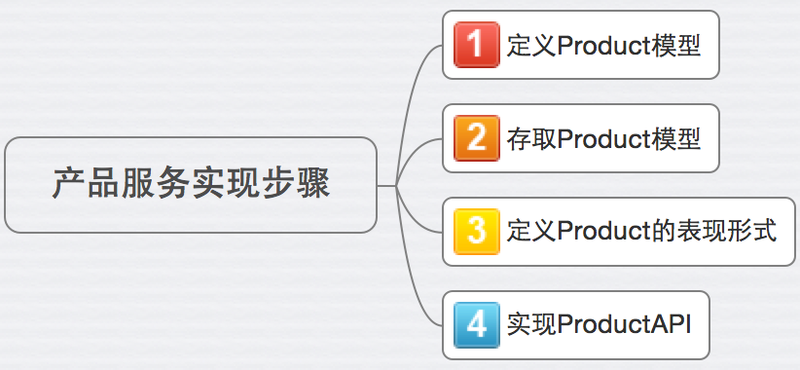 产品服务实现步骤
1 定义Product模型
2 存取Product模型
3 定义Product的表现形式
4 实现ProductAPI